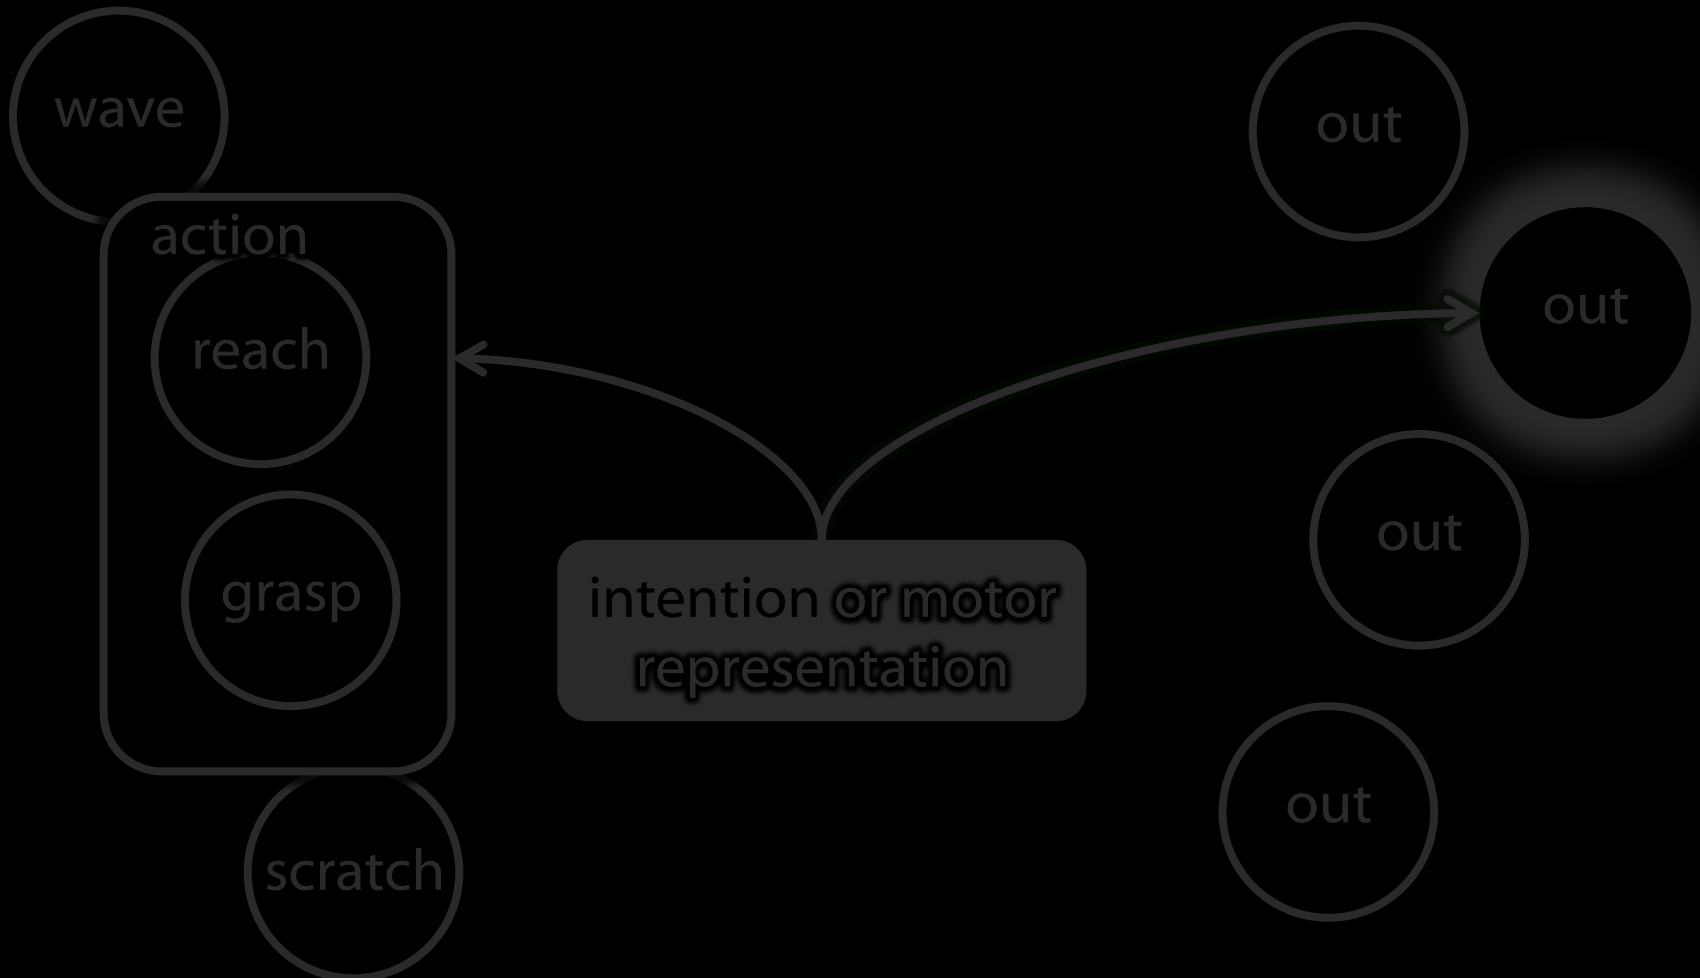 wave
action
reach
grasp
scratch
intention or motor
representation
out
out
out
out